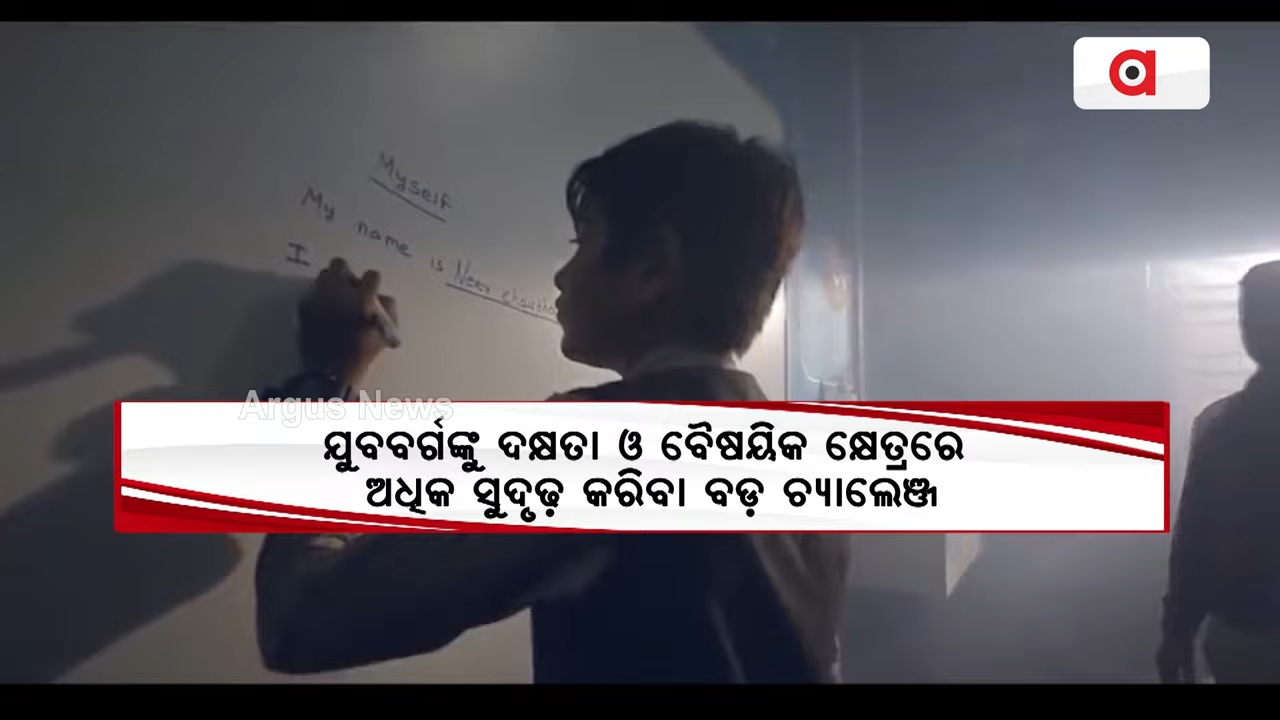 Myself
My name is
I
Argus News
ଯୁବବର୍ଗଙ୍କୁ ଦକ୍ଷତା ଓ ବୈଷୟିକ କ୍ଷେତ୍ରରେ
ଅଧିକ ସୁଦୃଢ଼ କରିବା ବଡ଼ ଚ୍ୟାଲେଞ୍ଜ